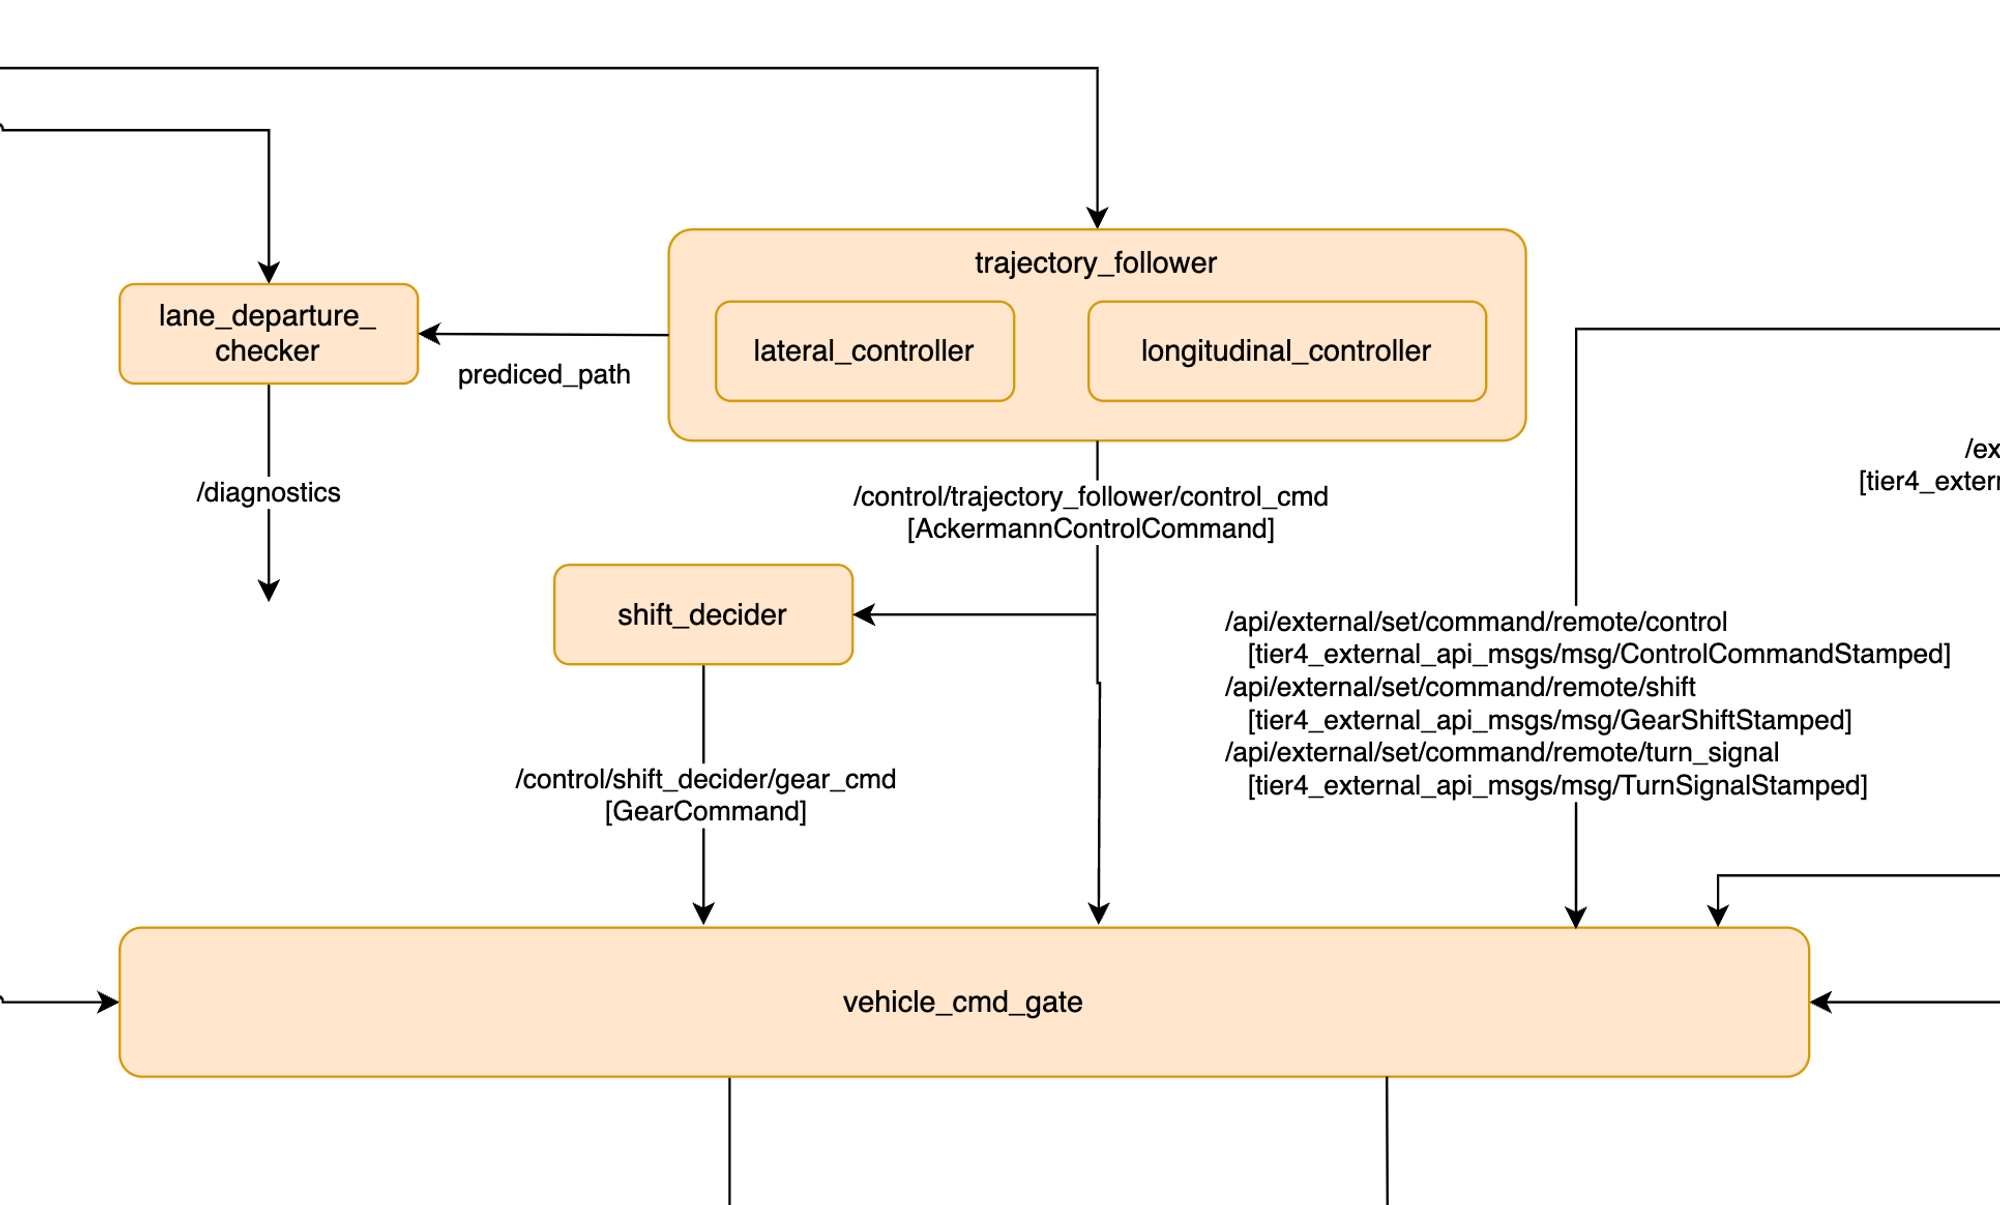 trajectory_follower
lane_departure_
checker
lateral_controller
longitudinal_controller
prediced_path
/ex
[tier4_extern
/diagnostics
/control/trajectory_follower/control_cmd
[AckermannControlCommand]
shift_decider
/api/external/set/command/remote/control
[tier4_external_api_msgs/msg/ControlCommandStamped]
/api/external/set/command/remote/shift
[tier4_external_api_msgs/msg/GearShiftStamped]
/api/external/set/command/remote/turn_signal
[tier4_external_api_msgs/msg/TurnSignalStamped]
/control/shift_decider/gear_cmd
[GearCommand]
vehicle_cmd_gate